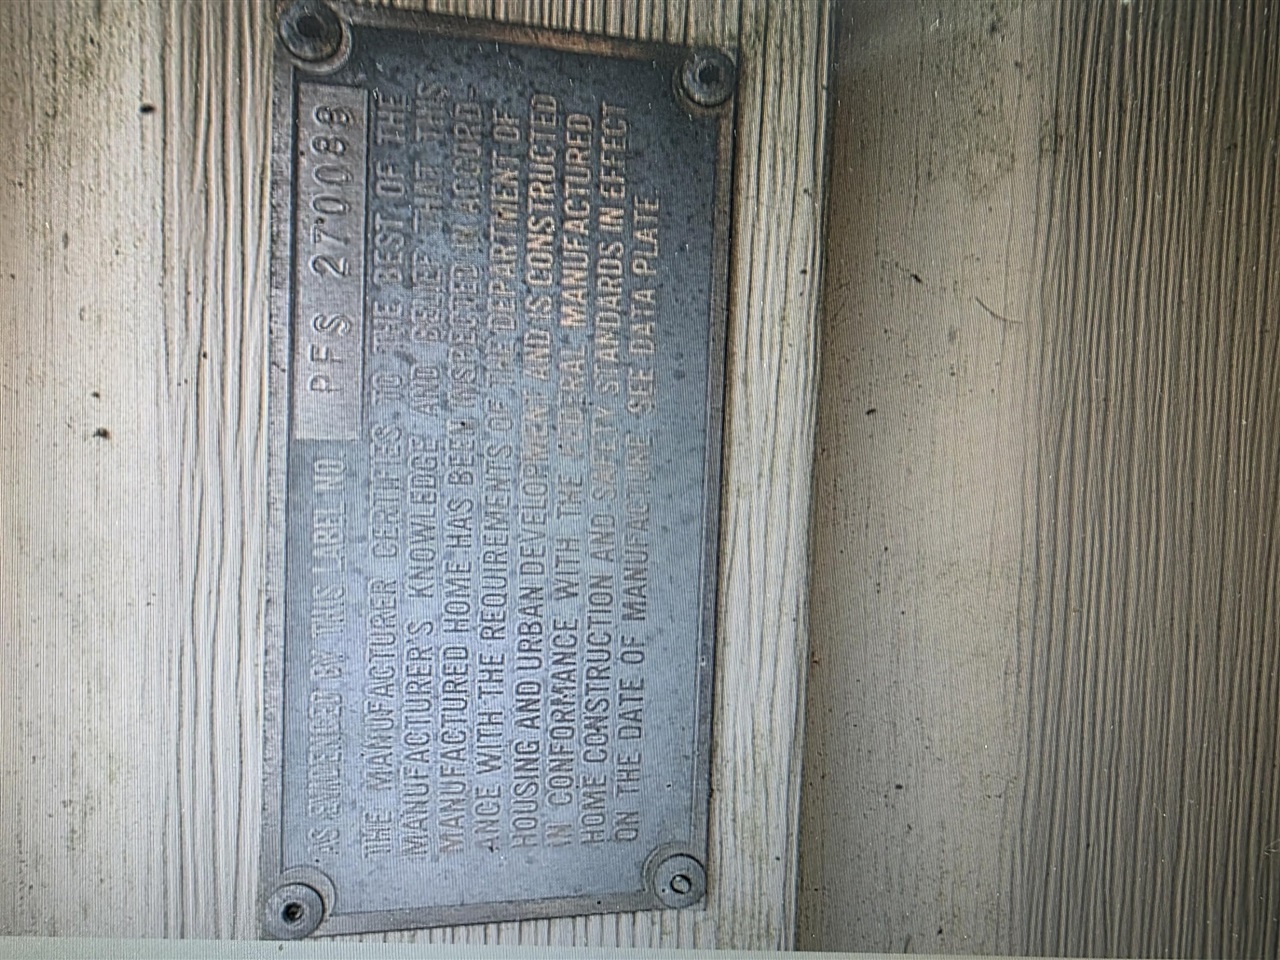 AS EVIDENCED BY THIS LABEL NO PFS 270088
THE MANUFACTURER CERTIFIES TO THE BEST OF THE
MANUFACTURER'S KNOWLEDGE AND BELIEF THAT THIS
MANUFACTURED HOME HAS BEEN INSPECTED IN ACCORD-
ANCE WITH THE REQUIREMENTS OF THE DEPARTMENT OF
HOUSING AND URBAN DEVELOPMENT AND IS CONSTRUCTED
IN CONFORMANCE WITH THE FEDERAL MANUFACTURED
HOME CONSTRUCTION AND SAFETY STANDARDS IN EFFECT
ON THE DATE OF MANUFACTURE. SEE DATA PLATE